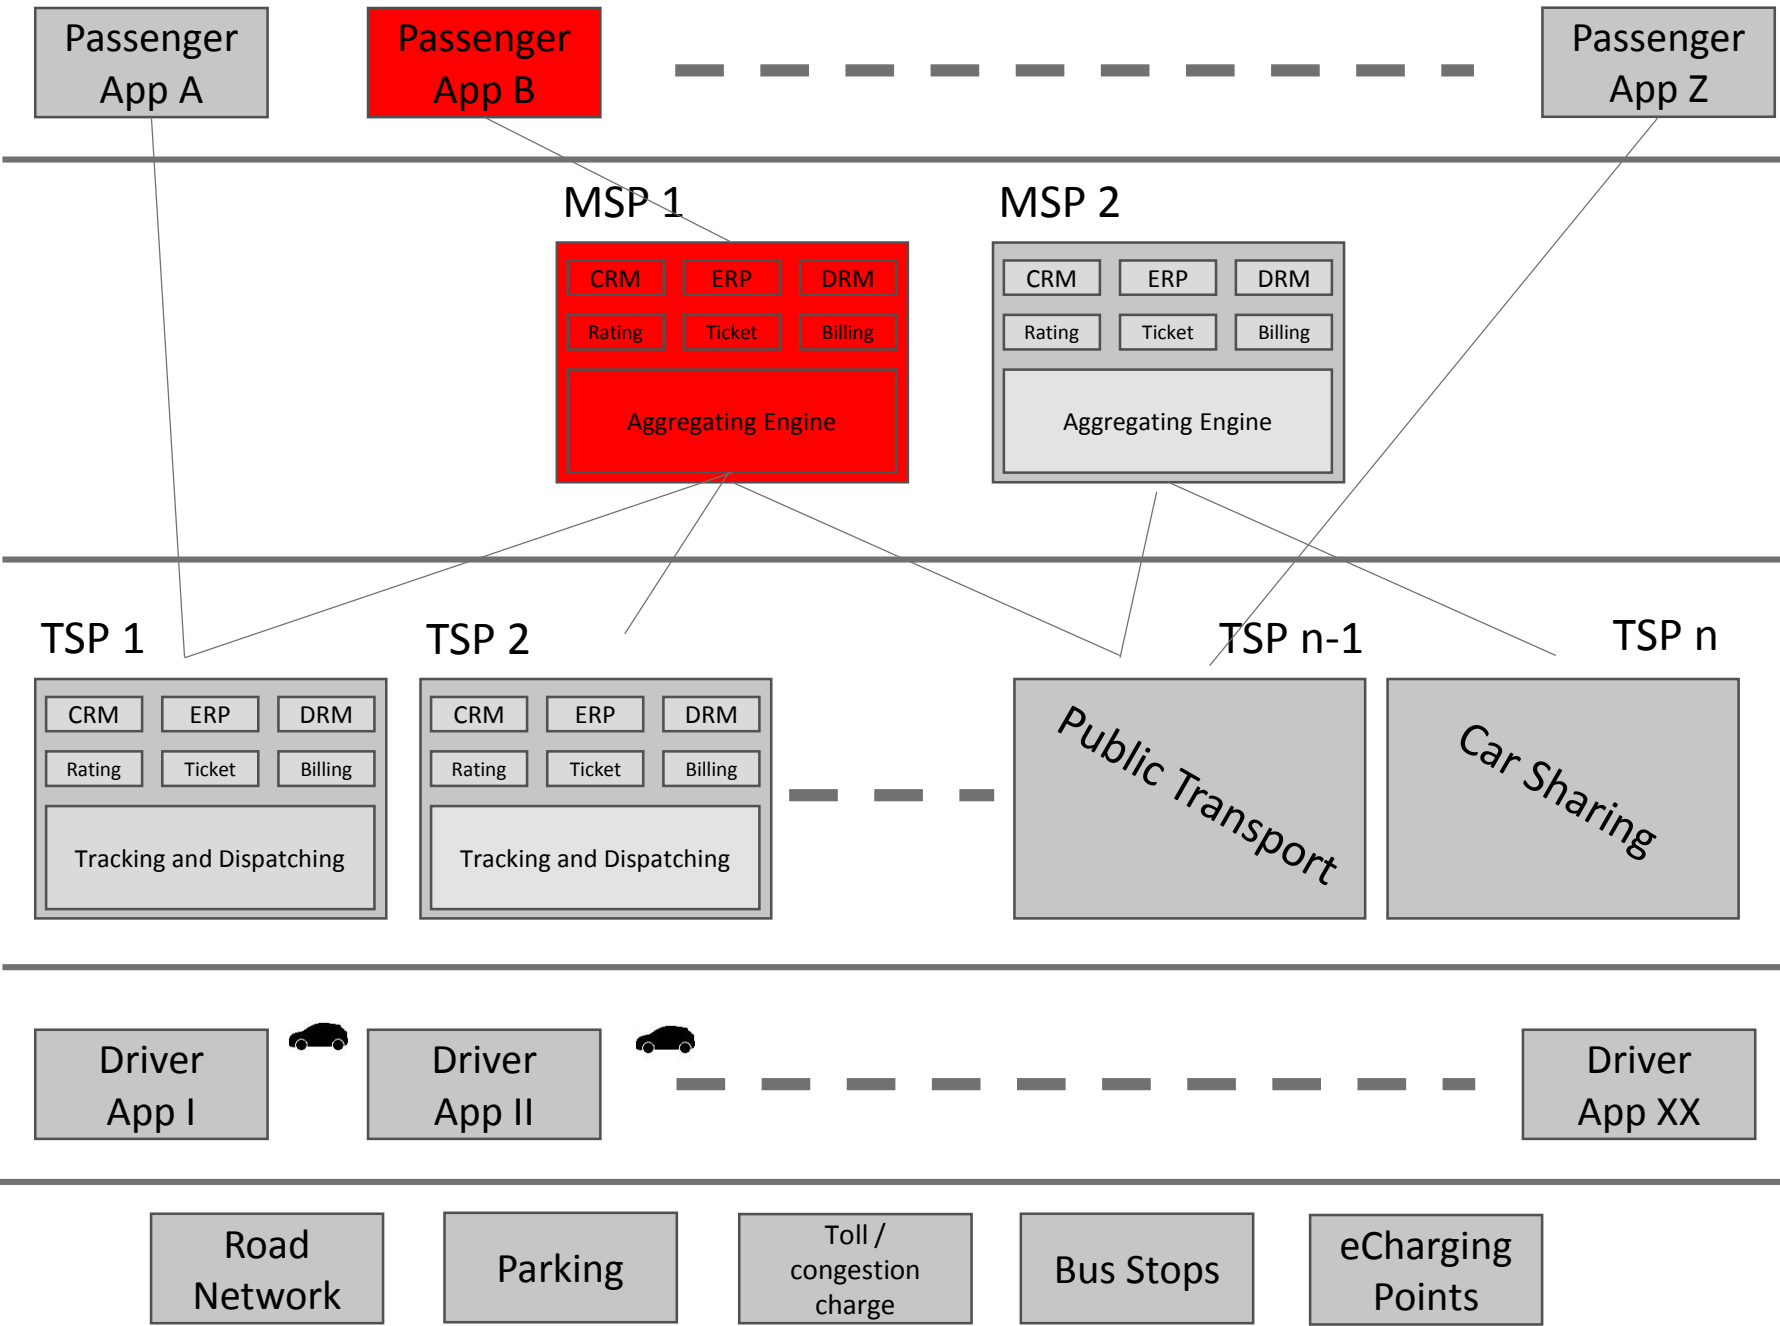 Passenger
App A
Passenger
App B
Passenger
App Z
MSP 1
MSP 2
CRM
ERP
DRM
Rating
Ticket
Billing
Aggregating Engine
CRM
ERP
DRM
Rating
Ticket
Billing
Aggregating Engine
TSP 1
TSP 2
TSP n-1
TSP n
CRM
ERP
DRM
Rating
Ticket
Billing
Tracking and Dispatching
CRM
ERP
DRM
Rating
Ticket
Billing
Tracking and Dispatching
Public Transport
Car Sharing
Driver
App I
Driver
App II
Driver
App XX
Road
Network
Parking
Toll /
congestion
charge
Bus Stops
eCharging
Points